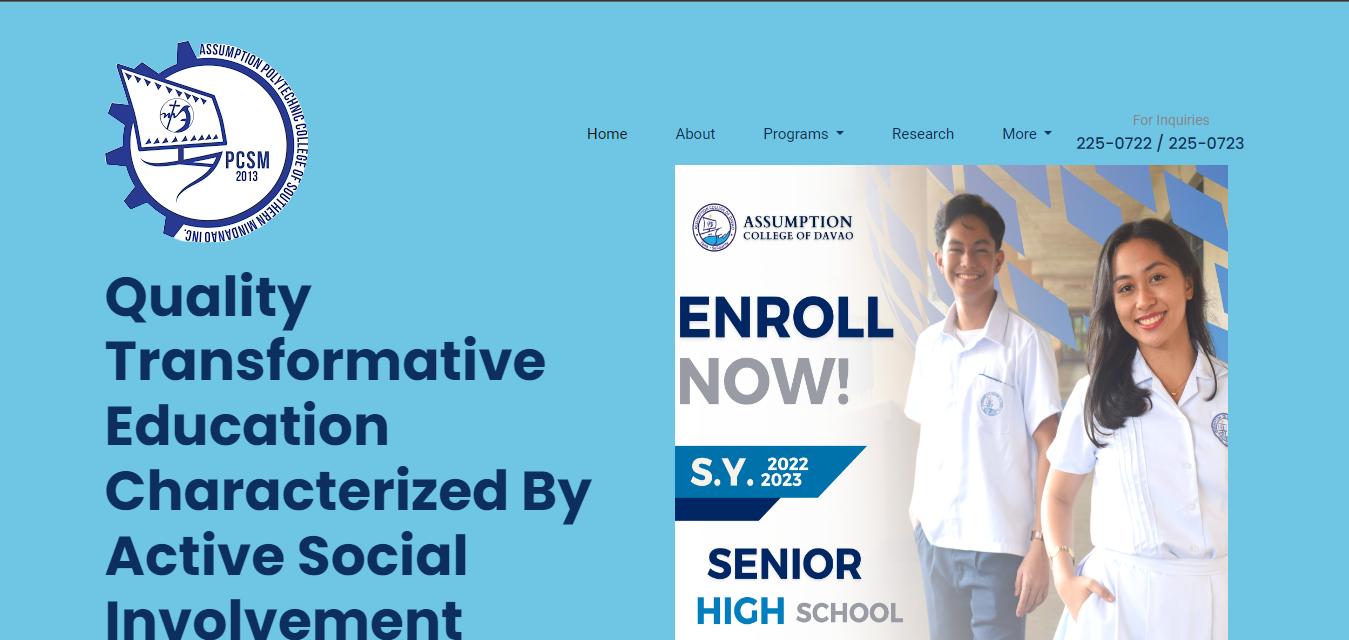 ASSUMPTION POLYTECHNIC COLLEGE OF SOUTHERN MINDANAO INC.
PCSM
2013
Home
About
Programs
Research
More
For Inquiries
225-0722 / 225-0723
Quality
Transformative
Education
Characterized By
Active Social
Involvement
ASSUMPTION
COLLEGE OF DAVAO
ENROLL
NOW!
S.Y. 2022
2023
SENIOR
HIGH SCHOOL